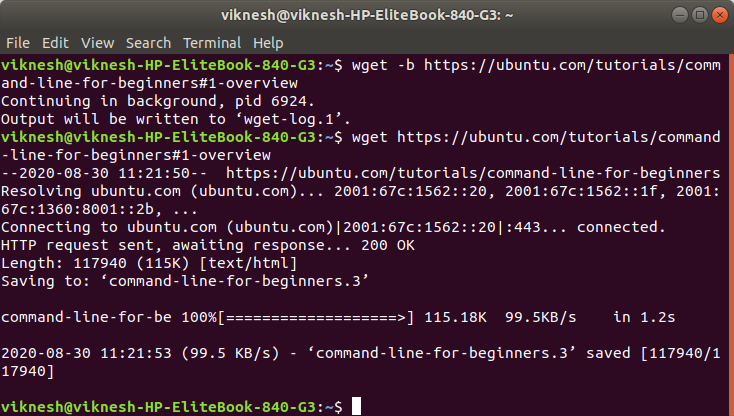 viknesh@viknesh-HP-EliteBook-840-G3: ~
File Edit View Search Terminal Help
viknesh@viknesh-HP-EliteBook-840-G3:~$ wget -b https://ubuntu.com/tutorials/comm
and-line-for-beginners#1-overview
Continuing in background, pid 6924.
Output will be written to ‘wget-log.1’.
viknesh@viknesh-HP-EliteBook-840-G3:~$ wget https://ubuntu.com/tutorials/command
-line-for-beginners#1-overview
--2020-08-30 11:21:50--  https://ubuntu.com/tutorials/command-line-for-beginners
Resolving ubuntu.com (ubuntu.com)... 2001:67c:1562::20, 2001:67c:1562::1f, 2001:
67c:1360:8001::2b, ...
Connecting to ubuntu.com (ubuntu.com)|2001:67c:1562::20|:443... connected.
HTTP request sent, awaiting response... 200 OK
Length: 117940 (115K) [text/html]
Saving to: ‘command-line-for-beginners.3’
command-line-for-be 100%[===================>] 115.18K  99.5KB/s    in 1.2s
2020-08-30 11:21:53 (99.5 KB/s) - ‘command-line-for-beginners.3’ saved [117940/1
17940]
viknesh@viknesh-HP-EliteBook-840-G3:~$